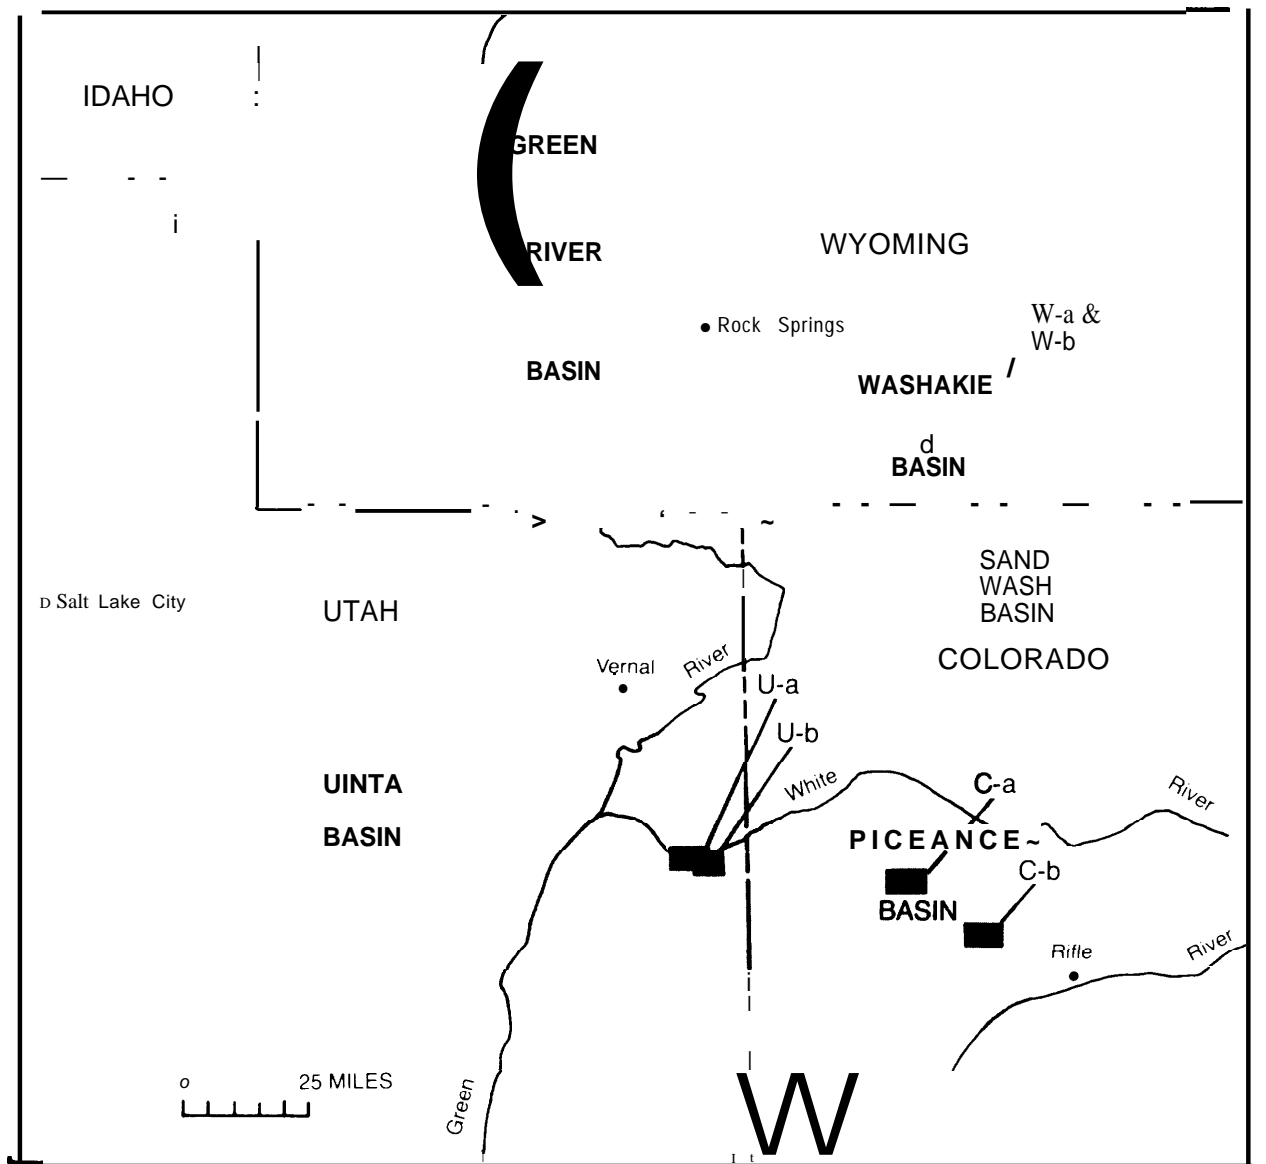 IDAHO
GREEN
RIVER
BASIN
WYOMING
Rock Springs
W-a &
W-b
WASHAKIE
d
BASIN
i
SAND
WASH
BASIN
COLORADO
D Salt Lake City
UTAH
Vernal
River
U-a
U-b
White
C-a
River
UINTA
BASIN
PICEANCE~
C-b
BASIN
Rifle
River
o
25 MILES
Green
W
I t